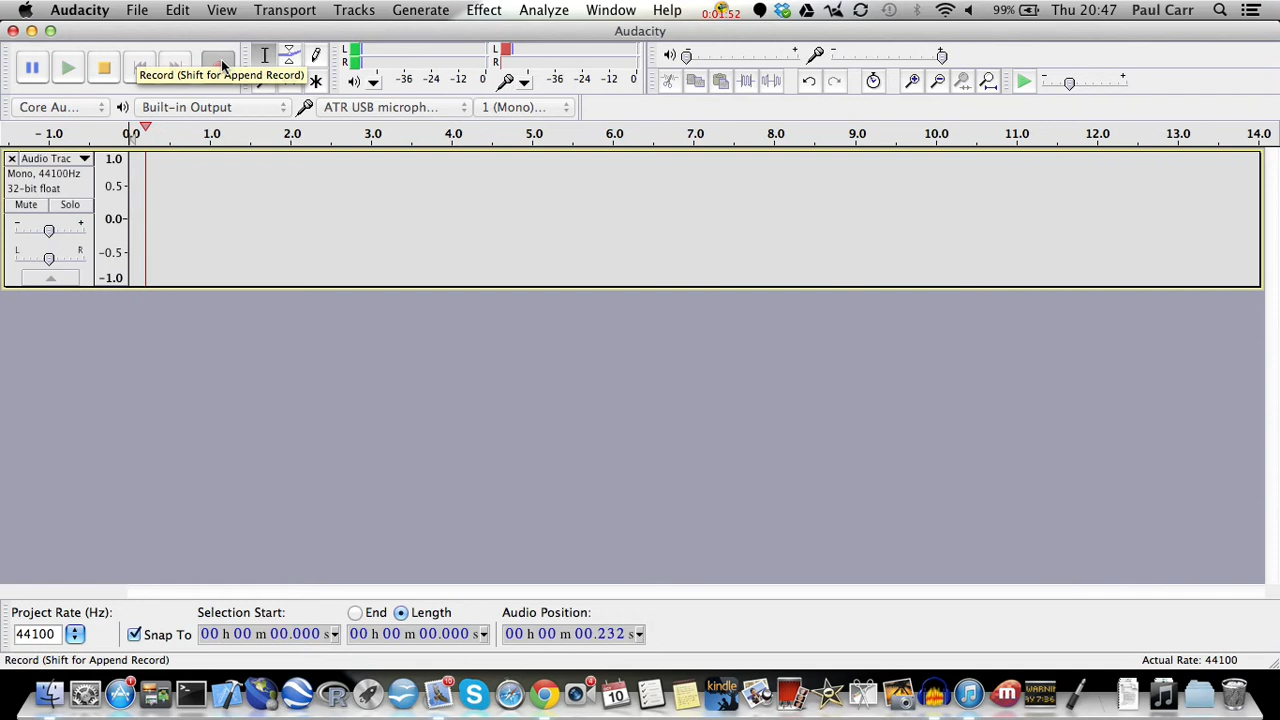 Audacity File Edit View Transport Tracks Generate Effect Analyze Window Help 0:01:52 99% Thu 20:47 Paul Carr
Audacity
Record (Shift for Append Record)
L
R
-36 -24 -12 0
L
R
-36 -24 -12 0
Core Au... Built-in Output ATR USB microph... 1 (Mono)...
- 1.0 0.0 1.0 2.0 3.0 4.0 5.0 6.0 7.0 8.0 9.0 10.0 11.0 12.0 13.0 14.0
Audio Trac
Mono, 44100Hz
32-bit float
Mute Solo
- +
L R
1.0
0.5-
0.0-
-0.5-
-1.0
Project Rate (Hz): Selection Start: End Length Audio Position:
44100 Snap To 00 h 00 m 00.000 s 00 h 00 m 00.000 s 00 h 00 m 00.232 s
Record (Shift for Append Record) Actual Rate: 44100
OCT
10
kindle